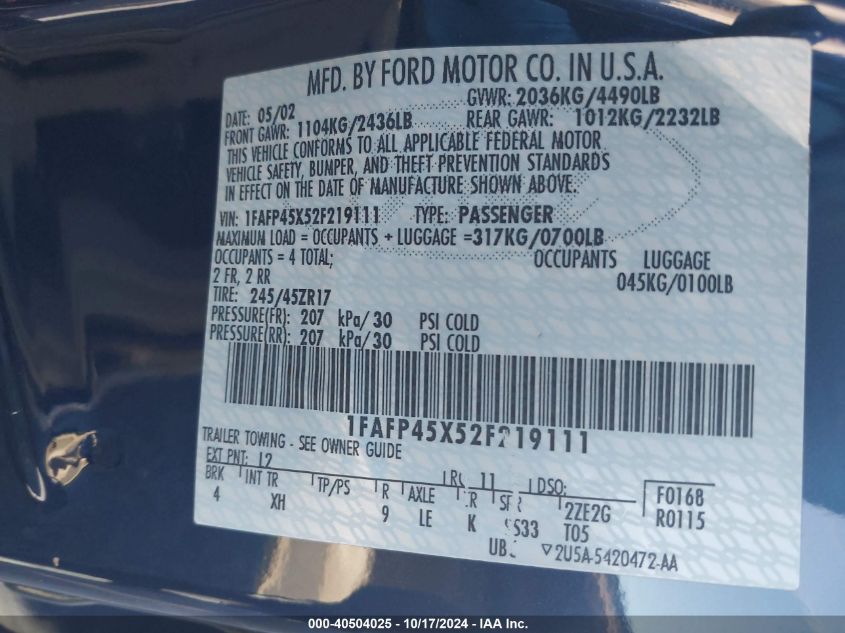 MFD. BY FORD MOTOR CO. IN U.S.A.
DATE: 05/02 GVWR: 2036KG/4490LB
FRONT GAWR: 1104KG/2436LB REAR GAWR: 1012KG/2232LB
THIS VEHICLE CONFORMS TO ALL APPLICABLE FEDERAL MOTOR
VEHICLE SAFETY, BUMPER, AND THEFT PREVENTION STANDARDS
IN EFFECT ON THE DATE OF MANUFACTURE SHOWN ABOVE.
VIN: 1FAFP45X52F219111 TYPE: PASSENGER
MAXIMUM LOAD = OCCUPANTS + LUGGAGE =317KG/0700LB
OCCUPANTS = 4 TOTAL; OCCUPANTS LUGGAGE
2 FR, 2 RR 045KG/0100LB
TIRE: 245/45ZR17
PRESSURE(FR): 207 kPa/30 PSI COLD
PRESSURE(RR): 207 kPa/30 PSI COLD
1FAFP45X52F219111
TRAILER TOWING - SEE OWNER GUIDE
EXT PNT: 12 11 DSO: F0168
BRK INT TR TP/PS R AXLE 2ZE2G R0115
4 XH 9 LE K S33 T05
2U5A-5420472-AA
000-40504025 - 10/17/2024 - IAA Inc.